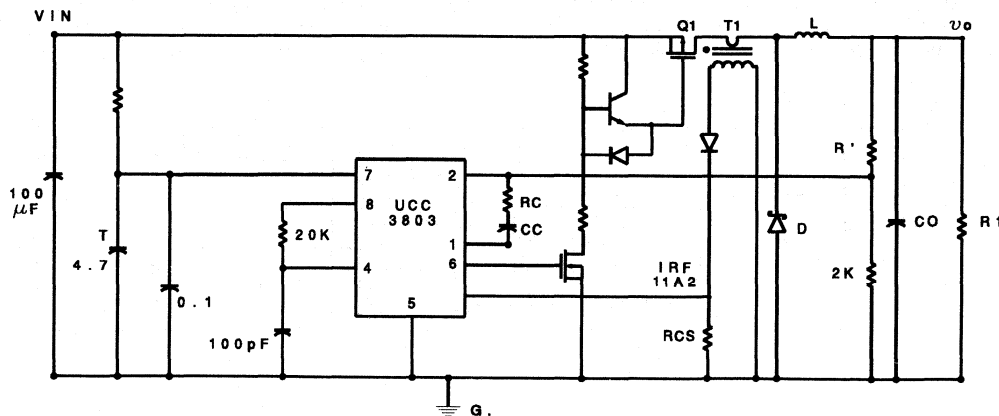 VIN
Q1 T1 L vo
100 µF
T 4.7
0.1
20K
100pF
7 2
8
UCC 3803
1
4 6
5
RC
CC
IRF 11A2
RCS
D
R'
2K
CO
R1
G.